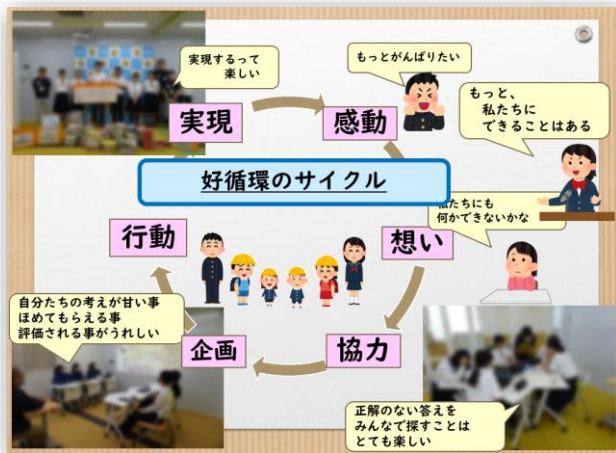 実現するって
楽しい
もっとがんばりたい
もっと、
私たちに
できることはある
実現
感動
好循環のサイクル
私たちにも
何かできないかな
行動
想い
自分たちの考えが甘い事
ほめてもらえる事
評価される事がうれしい
企画
協力
正解のない答えを
みんなで探すことは
とても楽しい